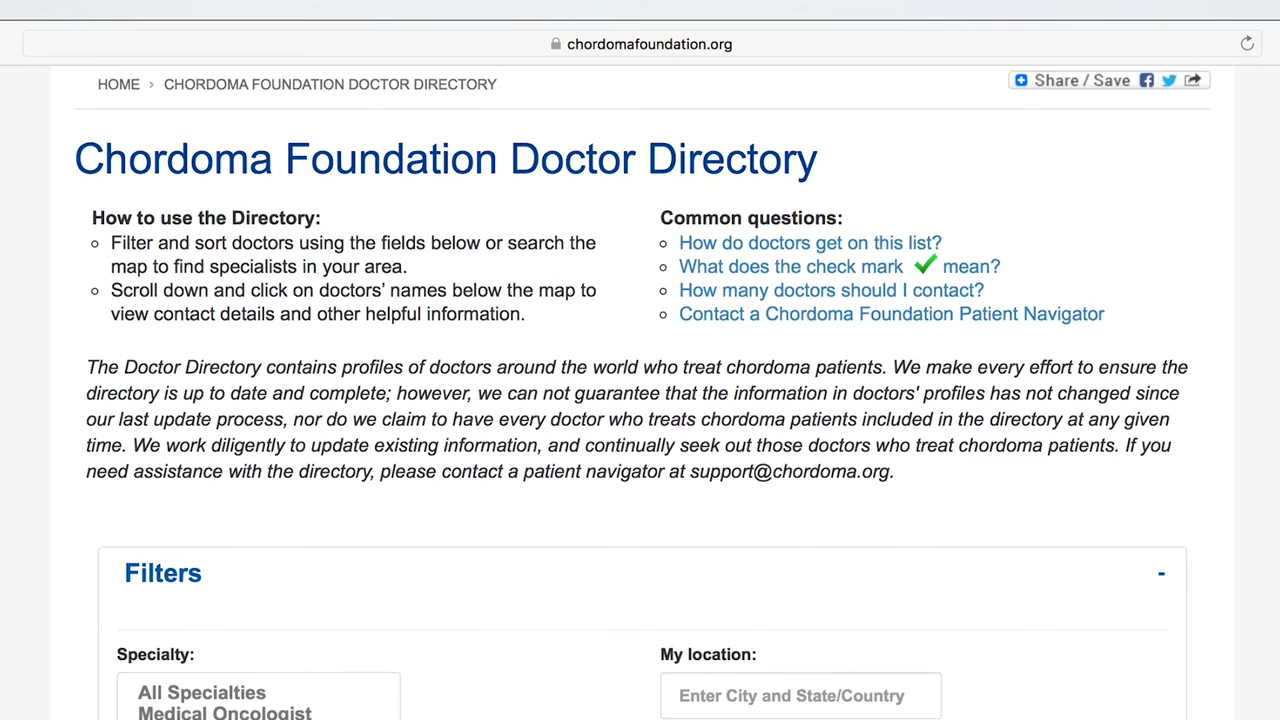 chordomafoundation.org
HOME › CHORDOMA FOUNDATION DOCTOR DIRECTORY
Share / Save
Chordoma Foundation Doctor Directory
How to use the Directory:
Filter and sort doctors using the fields below or search the
map to find specialists in your area.
Scroll down and click on doctors' names below the map to
view contact details and other helpful information.
Common questions:
How do doctors get on this list?
What does the check mark ✔ mean?
How many doctors should I contact?
Contact a Chordoma Foundation Patient Navigator
The Doctor Directory contains profiles of doctors around the world who treat chordoma patients. We make every effort to ensure the
directory is up to date and complete; however, we can not guarantee that the information in doctors' profiles has not changed since
our last update process, nor do we claim to have every doctor who treats chordoma patients included in the directory at any given
time. We work diligently to update existing information, and continually seek out those doctors who treat chordoma patients. If you
need assistance with the directory, please contact a patient navigator at support@chordoma.org.
Filters -
Specialty:
All Specialties
Medical Oncologist
My location:
Enter City and State/Country